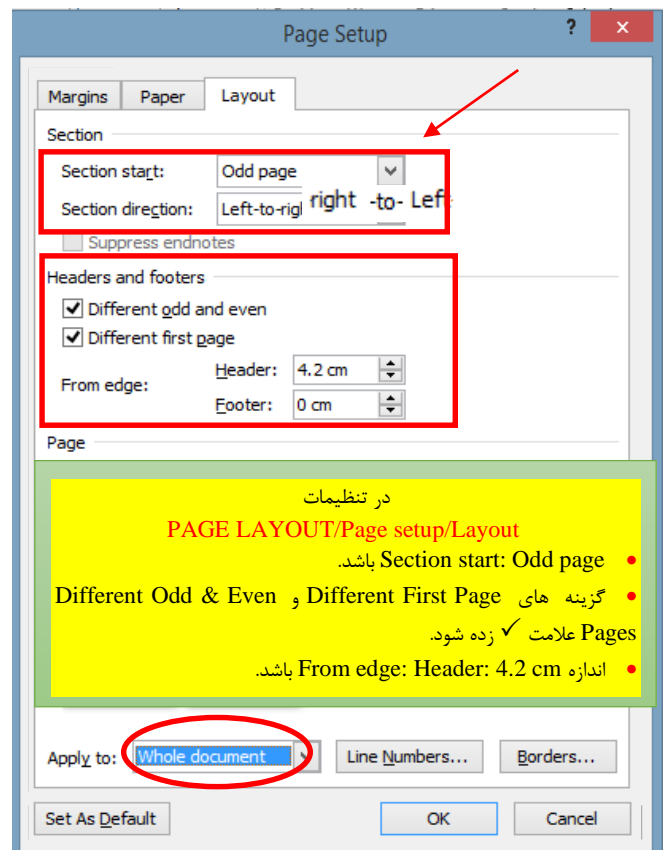 Page Setup
?
x
Margins Paper Layout
Section
Section start: Odd page
Section direction: Left-to-rig right -to- Left
Suppress endnotes
Headers and footers
Different odd and even
Different first page
From edge:
Header: 4.2 cm
Footer: 0 cm
Page
در تنظیمات
PAGE LAYOUT/Page setup/Layout
• Section start: Odd page باشد.
• گزینه های Different First Page و Different Odd & Even
Pages علامت ✓ زده شود.
• اندازه From edge: Header: 4.2 cm باشد.
Apply to: Whole document Line Numbers... Borders...
Set As Default OK Cancel